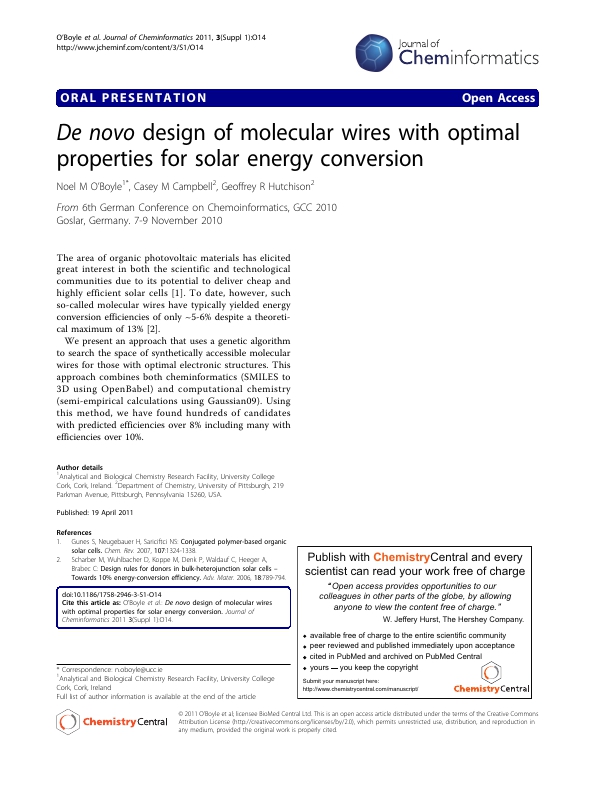 O'Boyle et al. Journal of Cheminformatics 2011, 3(Suppl 1):O14
http://www.jcheminf.com/content/3/S1/O14
Journal of
Cheminformatics
ORAL PRESENTATION Open Access
De novo design of molecular wires with optimal
properties for solar energy conversion
Noel M O'Boyle1*, Casey M Campbell2, Geoffrey R Hutchison2
From 6th German Conference on Chemoinformatics, GCC 2010
Goslar, Germany. 7-9 November 2010
The area of organic photovoltaic materials has elicited
great interest in both the scientific and technological
communities due to its potential to deliver cheap and
highly efficient solar cells [1]. To date, however, such
so-called molecular wires have typically yielded energy
conversion efficiencies of only ~5-6% despite a theoreti-
cal maximum of 13% [2].
We present an approach that uses a genetic algorithm
to search the space of synthetically accessible molecular
wires for those with optimal electronic structures. This
approach combines both cheminformatics (SMILES to
3D using OpenBabel) and computational chemistry
(semi-empirical calculations using Gaussian09). Using
this method, we have found hundreds of candidates
with predicted efficiencies over 8% including many with
efficiencies over 10%.
Author details
1Analytical and Biological Chemistry Research Facility, University College
Cork, Cork, Ireland. 2Department of Chemistry, University of Pittsburgh, 219
Parkman Avenue, Pittsburgh, Pennsylvania 15260, USA.
Published: 19 April 2011
References
1. Gunes S, Neugebauer H, Sariciftci NS: Conjugated polymer-based organic
solar cells. Chem. Rev. 2007, 107:1324-1338.
2. Scharber M, Wuhlbacher D, Koppe M, Denk P, Waldauf C, Heeger A,
Brabec C: Design rules for donors in bulk-heterojunction solar cells –
Towards 10% energy-conversion efficiency. Adv. Mater. 2006, 18:789-794.
doi:10.1186/1758-2946-3-S1-O14
Cite this article as: O'Boyle et al.: De novo design of molecular wires
with optimal properties for solar energy conversion. Journal of
Cheminformatics 2011 3(Suppl 1):O14.
* Correspondence: n.oboyle@ucc.ie
1Analytical and Biological Chemistry Research Facility, University College
Cork, Cork, Ireland
Full list of author information is available at the end of the article
Publish with ChemistryCentral and every
scientist can read your work free of charge
"Open access provides opportunities to our
colleagues in other parts of the globe, by allowing
anyone to view the content free of charge."
W. Jeffery Hurst, The Hershey Company.
• available free of charge to the entire scientific community
• peer reviewed and published immediately upon acceptance
• cited in PubMed and archived on PubMed Central
• yours — you keep the copyright
Submit your manuscript here:
http://www.chemistrycentral.com/manuscript/
ChemistryCentral
ChemistryCentral
© 2011 O'Boyle et al; licensee BioMed Central Ltd. This is an open access article distributed under the terms of the Creative Commons
Attribution License (http://creativecommons.org/licenses/by/2.0), which permits unrestricted use, distribution, and reproduction in
any medium, provided the original work is properly cited.